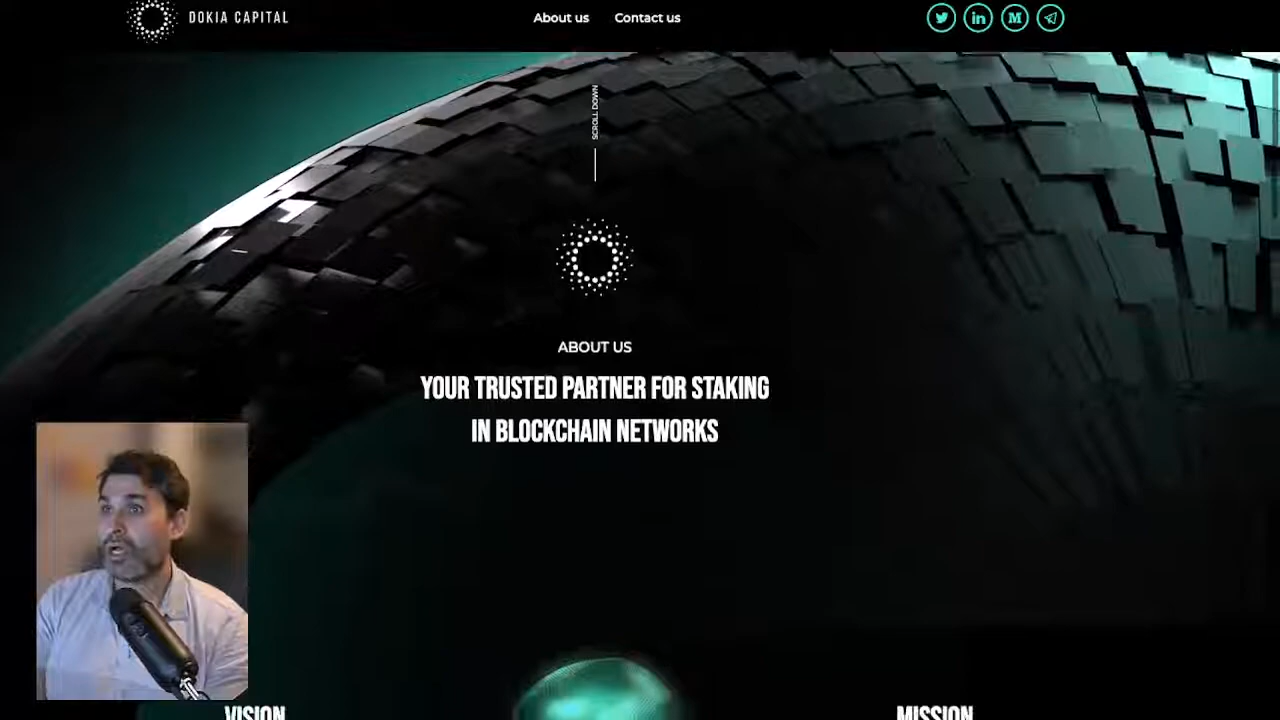 DOKIA CAPITAL
About us
Contact us
M
SCROLL DOWN
ABOUT US
YOUR TRUSTED PARTNER FOR STAKING
IN BLOCKCHAIN NETWORKS
VISION
MISSION